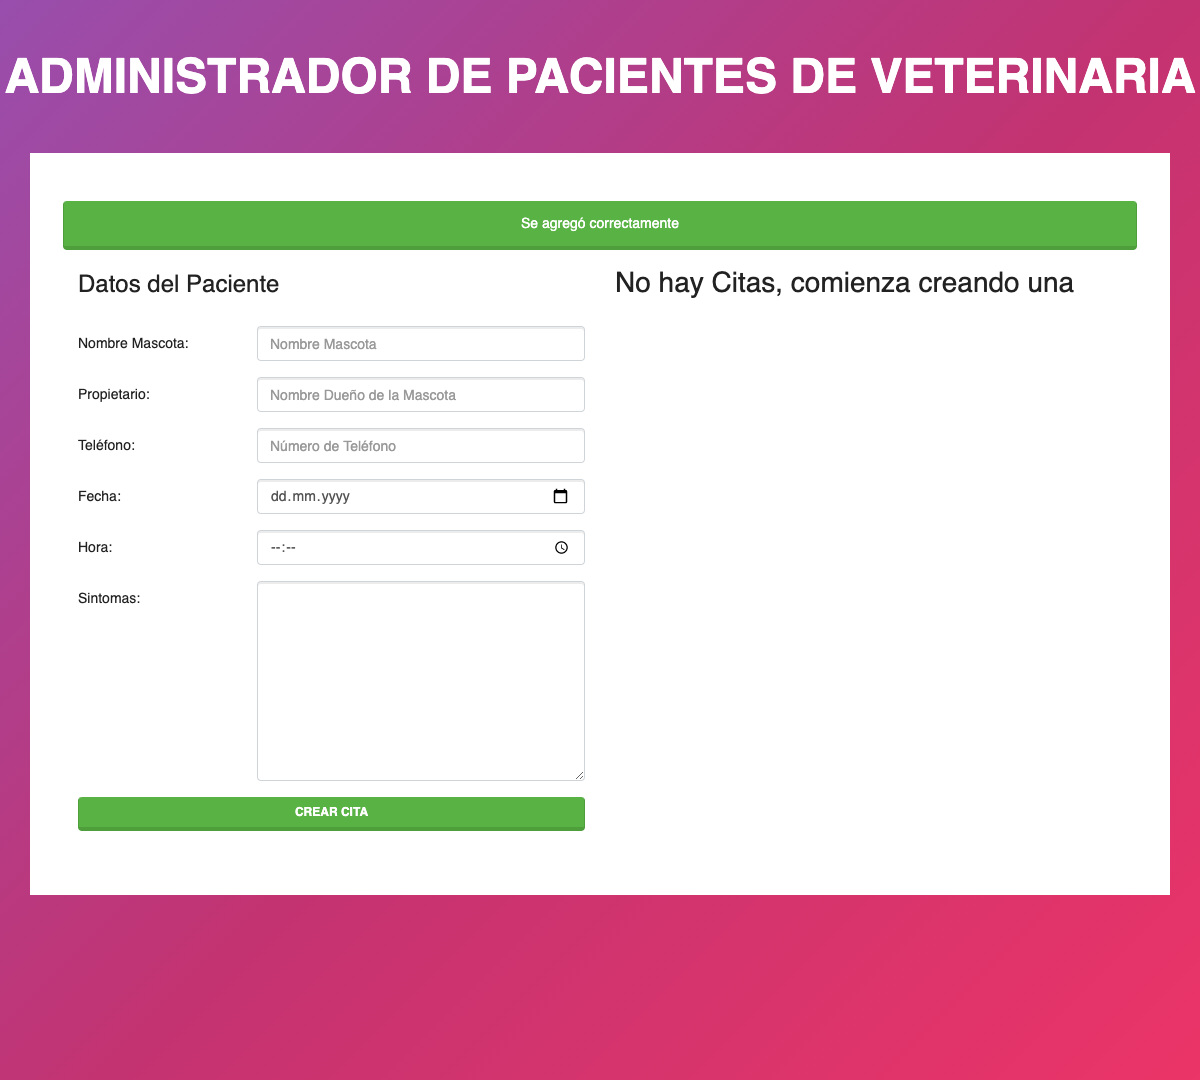 ADMINISTRADOR DE PACIENTES DE VETERINARIA
Se agregó correctamente
Datos del Paciente
Nombre Mascota:
Nombre Mascota
Propietario:
Nombre Dueño de la Mascota
Teléfono:
Número de Teléfono
Fecha:
dd.mm.yyyy
Hora:
--:--
Sintomas:
CREAR CITA
No hay Citas, comienza creando una